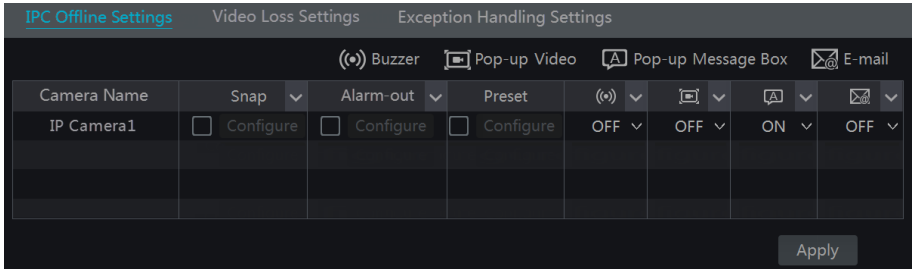 IPC Offline Settings Video Loss Settings Exception Handling Settings
Buzzer Pop-up Video A Pop-up Message Box E-mail
Camera Name Snap Alarm-out Preset A
IP Camera1 Configure Configure Configure OFF OFF ON OFF
Apply